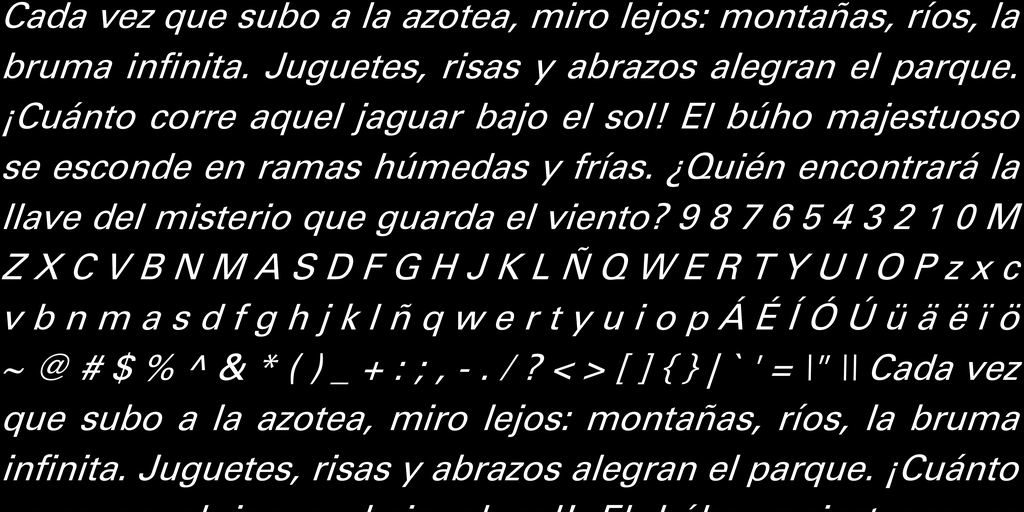 Cada vez que subo a la azotea, miro lejos: montañas, ríos, la
bruma infinita. Juguetes, risas y abrazos alegran el parque.
¡Cuánto corre aquel jaguar bajo el sol! El búho majestuoso
se esconde en ramas húmedas y frías. ¿Quién encontrará la
llave del misterio que guarda el viento? 9 8 7 6 5 4 3 2 1 0 M
Z X C V B N M A S D F G H J K L Ñ Q W E R T Y U I O P z x c
v b n m a s d f g h j k l ñ q w e r t y u i o p Á É Í Ó Ú ü ä ë ï ö
~ @ # $ % ^ & * ( ) _ + : ; , - . / ? < > [ ] { } | ` ' = \" \\ Cada vez
que subo a la azotea, miro lejos: montañas, ríos, la bruma
infinita. Juguetes, risas y abrazos alegran el parque. ¡Cuánto